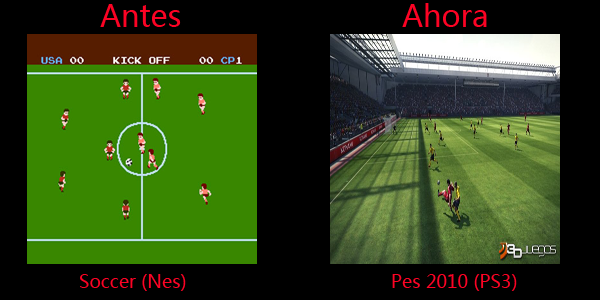 Antes
Ahora
USA 00 KICK OFF 00 CP1
3DJUEGOS
Soccer (Nes)
Pes 2010 (PS3)